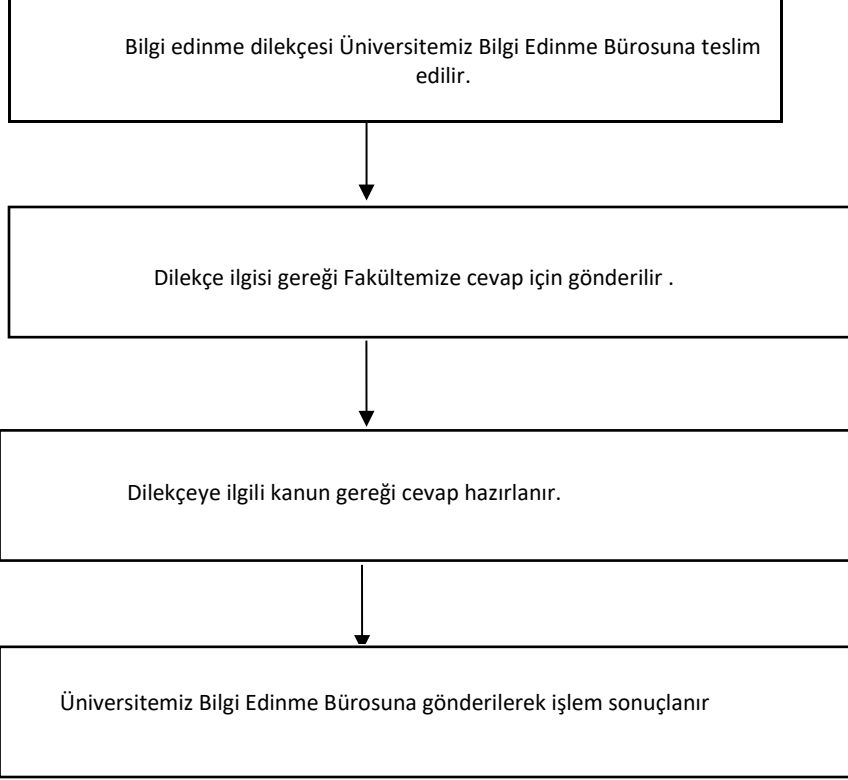 Bilgi edinme dilekçesi Üniversitemiz Bilgi Edinme Bürosuna teslim
edilir.
Dilekçe ilgisi gereği Fakültemize cevap için gönderilir .
Dilekçeye ilgili kanun gereği cevap hazırlanır.
Üniversitemiz Bilgi Edinme Bürosuna gönderilerek işlem sonuçlanır